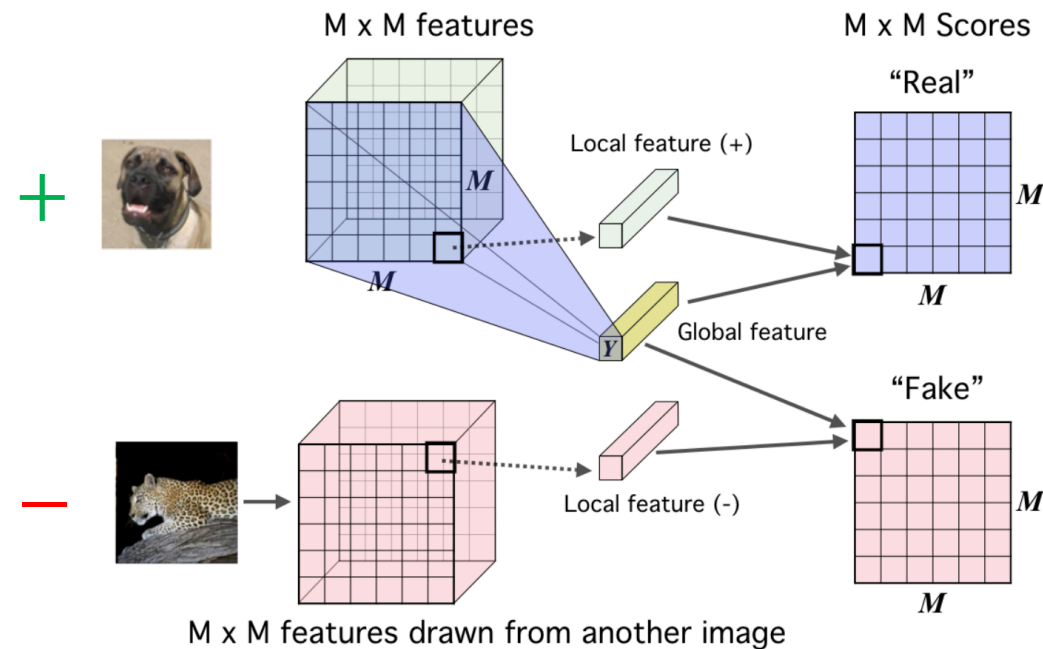 M x M features
M x M Scores
“Real”
Local feature (+)
M
M
M
M
Y
Global feature
“Fake”
Local feature (-)
M
M
M x M features drawn from another image